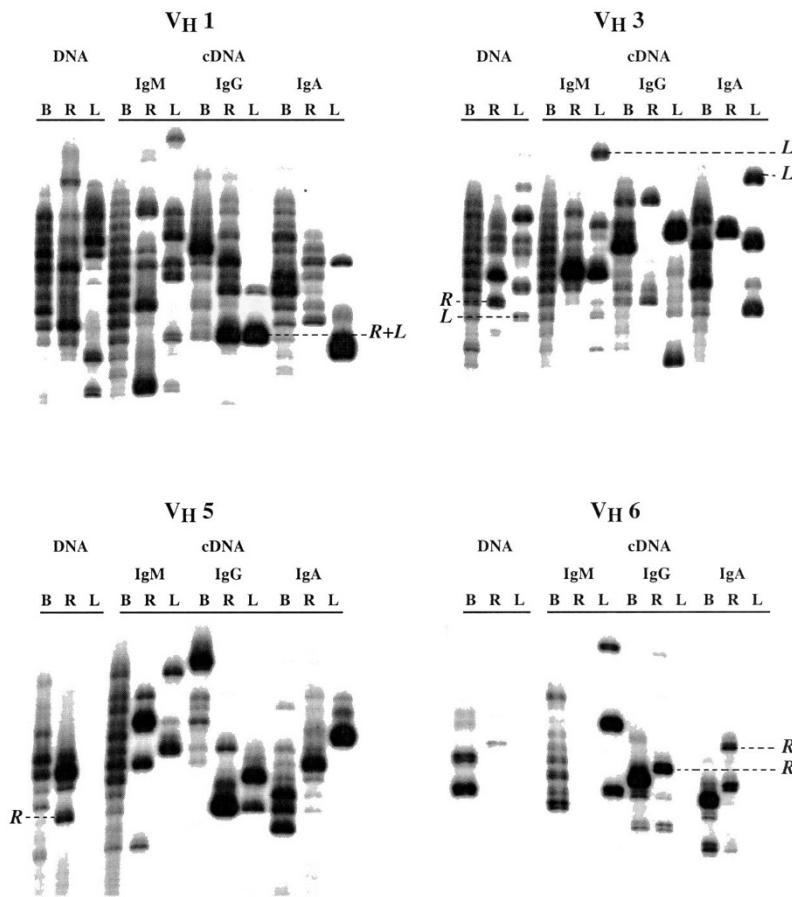 VH 1
DNA cDNA
IgM IgG IgA
B R L B R L B R L B R L
R+L
VH 3
DNA cDNA
IgM IgG IgA
B R L B R L B R L B R L
L
L
R
L
VH 5
DNA cDNA
IgM IgG IgA
B R L B R L B R L B R L
R
VH 6
DNA cDNA
IgM IgG IgA
B R L B R L B R L B R L
R
R